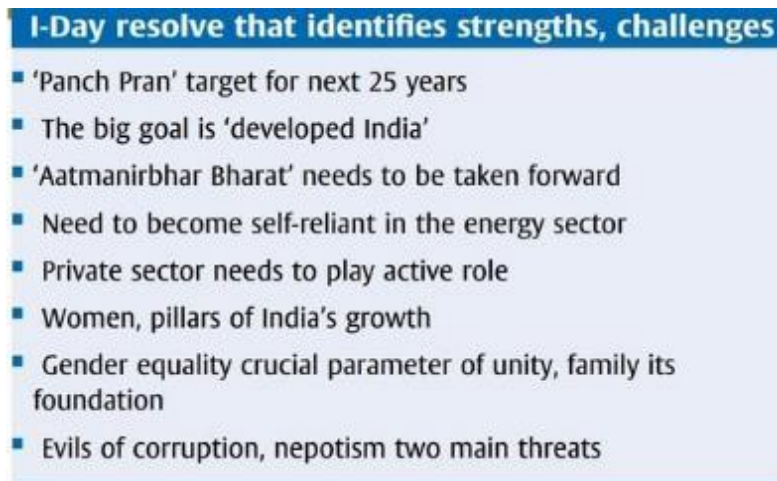 I-Day resolve that identifies strengths, challenges
▪ ‘Panch Pran’ target for next 25 years
▪ The big goal is ‘developed India’
▪ ‘Aatmanirbhar Bharat’ needs to be taken forward
▪ Need to become self-reliant in the energy sector
▪ Private sector needs to play active role
▪ Women, pillars of India’s growth
▪ Gender equality crucial parameter of unity, family its
foundation
▪ Evils of corruption, nepotism two main threats